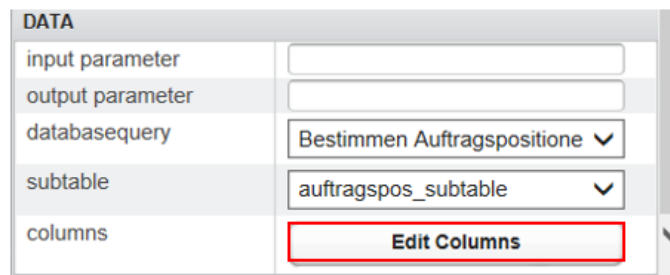 DATA
input parameter
output parameter
databasequery
Bestimmen Auftragspositione
subtable
auftragspos_subtable
columns
Edit Columns